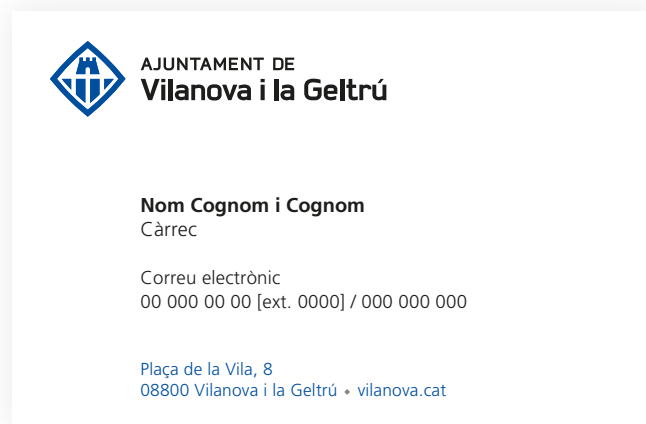 AJUNTAMENT DE
Vilanova i la Geltrú
Nom Cognom i Cognom
Càrrec
Correu electrònic
00 000 00 00 [ext. 0000] / 000 000 000
Plaça de la Vila, 8
08800 Vilanova i la Geltrú • vilanova.cat